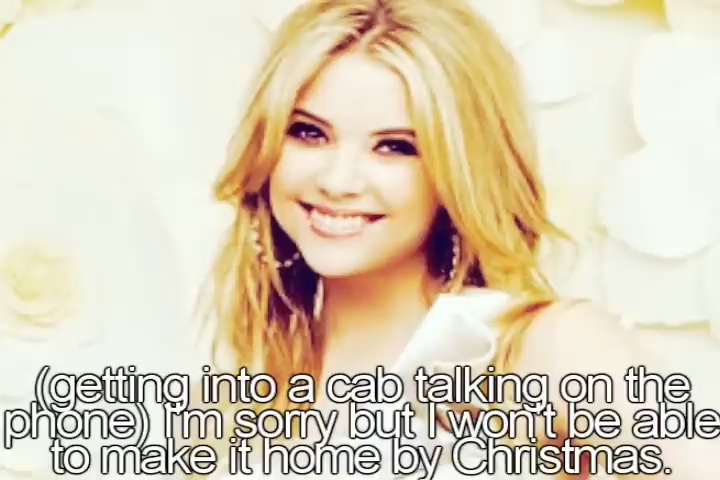 (getting into a cab talking on the
phone) I'm sorry but I won't be able
to make it home by Christmas.